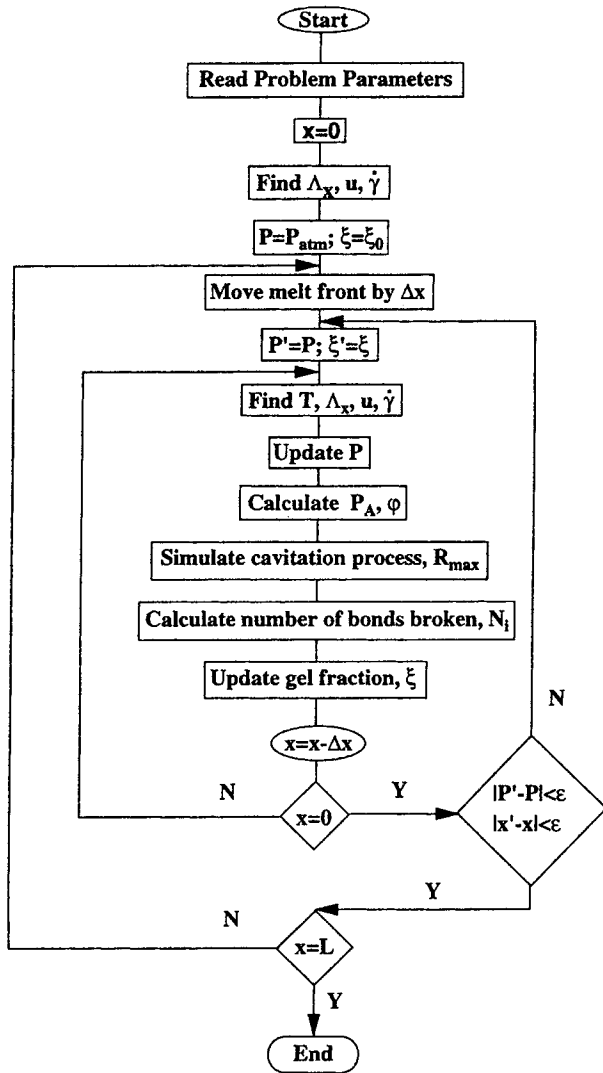 Start
Read Problem Parameters
x=0
Find Λx, u, γ̇
P=Patm; ξ=ξ0
Move melt front by Δx
P'=P; ξ'=ξ
Find T, Λx, u, γ̇
Update P
Calculate PA, φ
Simulate cavitation process, Rmax
Calculate number of bonds broken, Ni
Update gel fraction, ξ
N
x=x-Δx
N
Y
x=0
|P'-P|<ε
|x'-x|<ε
Y
N
x=L
Y
End